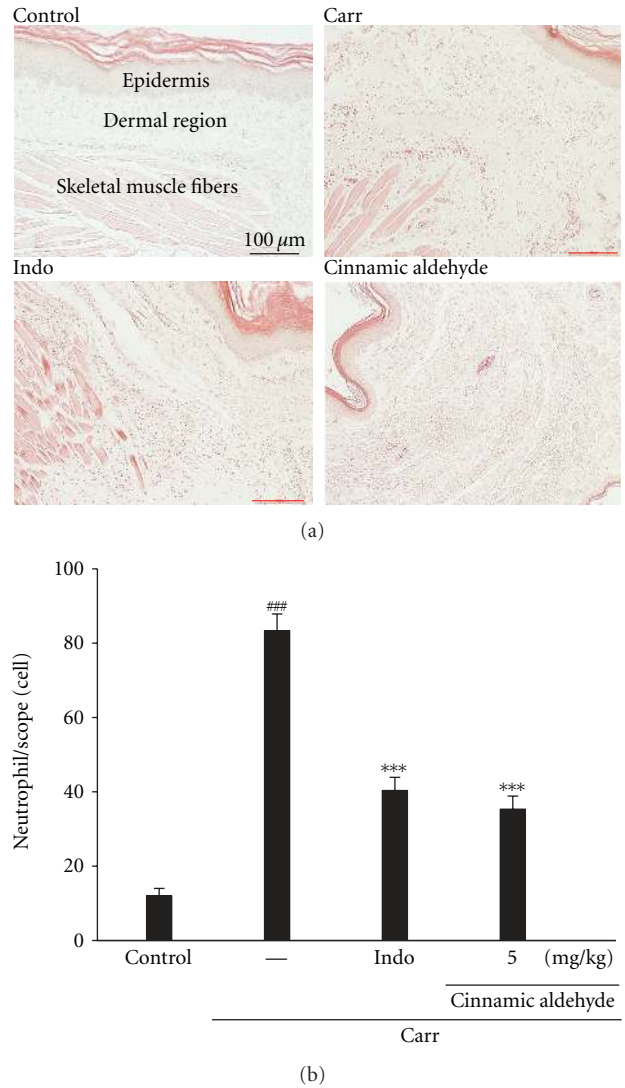 Control
Carr
Epidermis
Dermal region
Skeletal muscle fibers
100 μm
Indo
Cinnamic aldehyde
(a)
100
80
60
40
20
0
Neutrophil/scope (cell)
###
***
***
Control — Indo 5 (mg/kg)
Cinnamic aldehyde
Carr
(b)